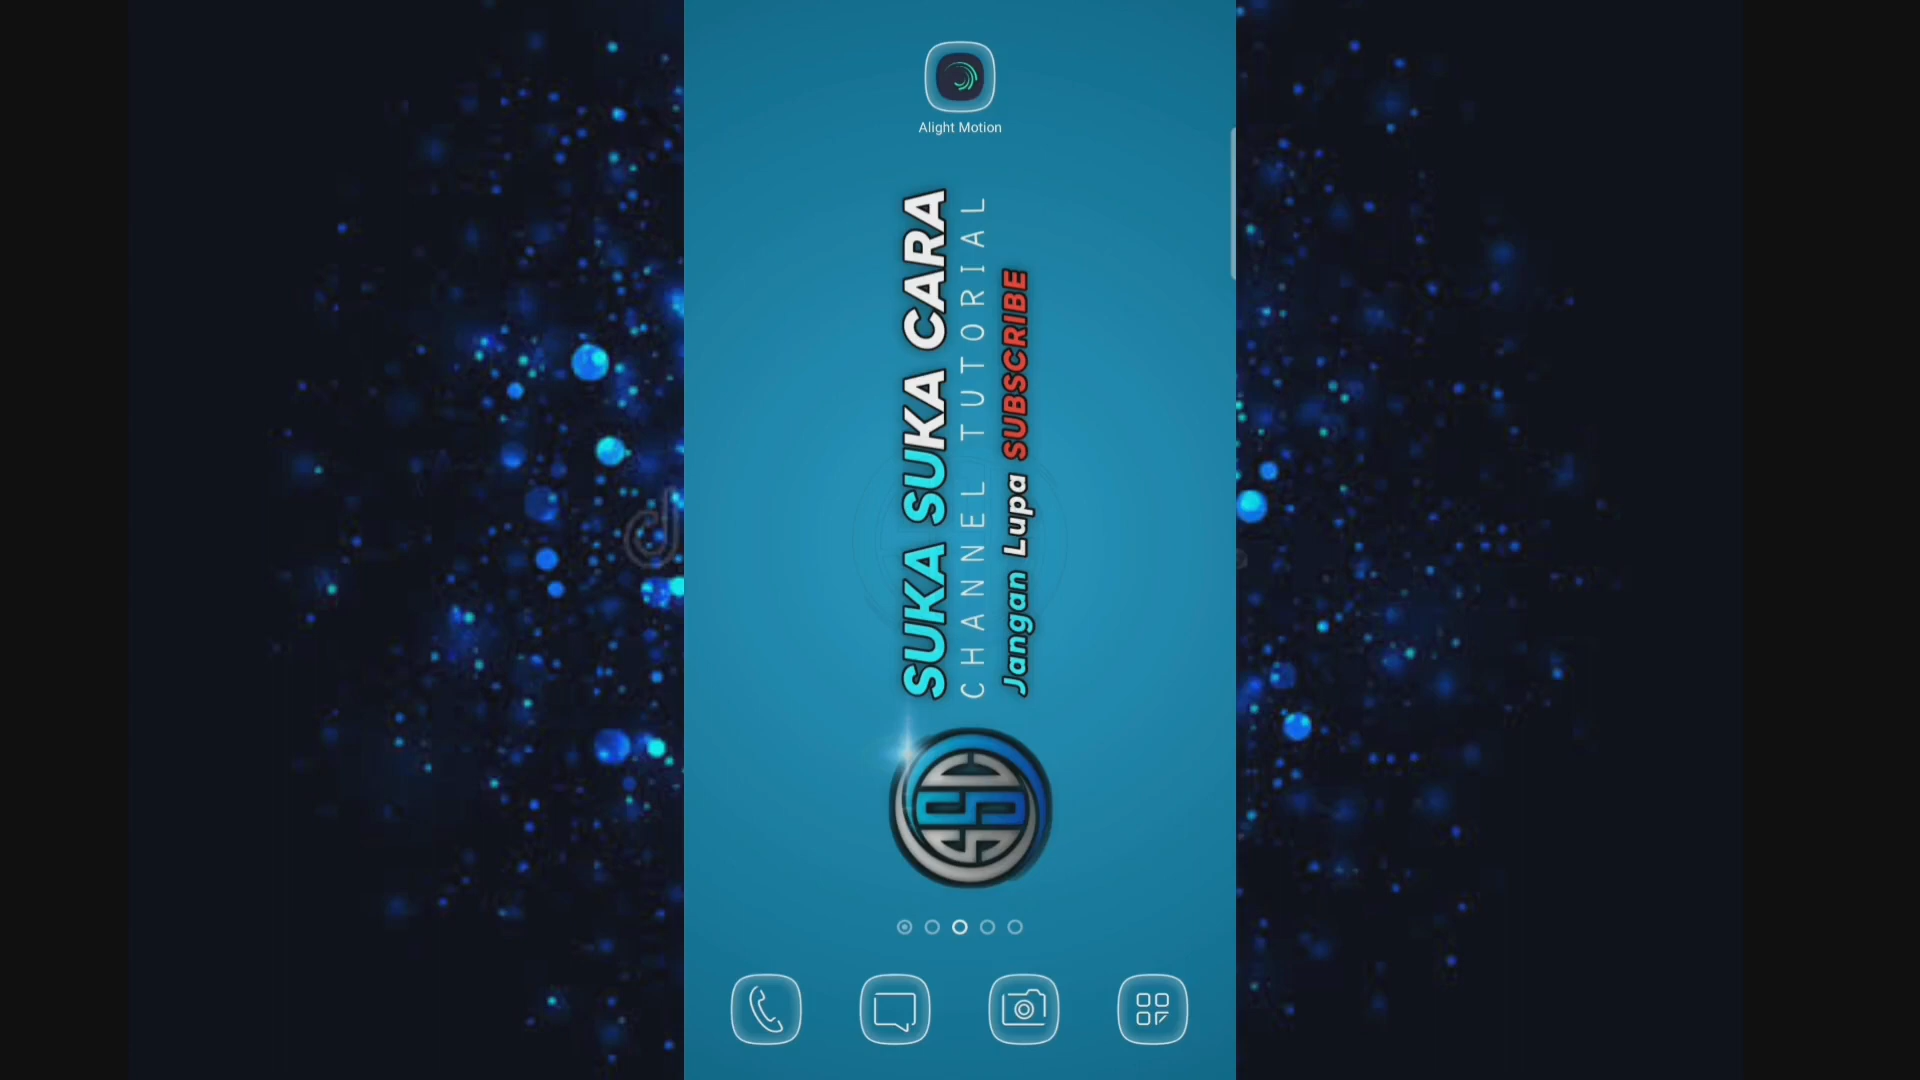 Alight Motion
SUKA SUKA CARA
CHANNEL TUTORIAL
Jangan Lupa SUBSCRIBE